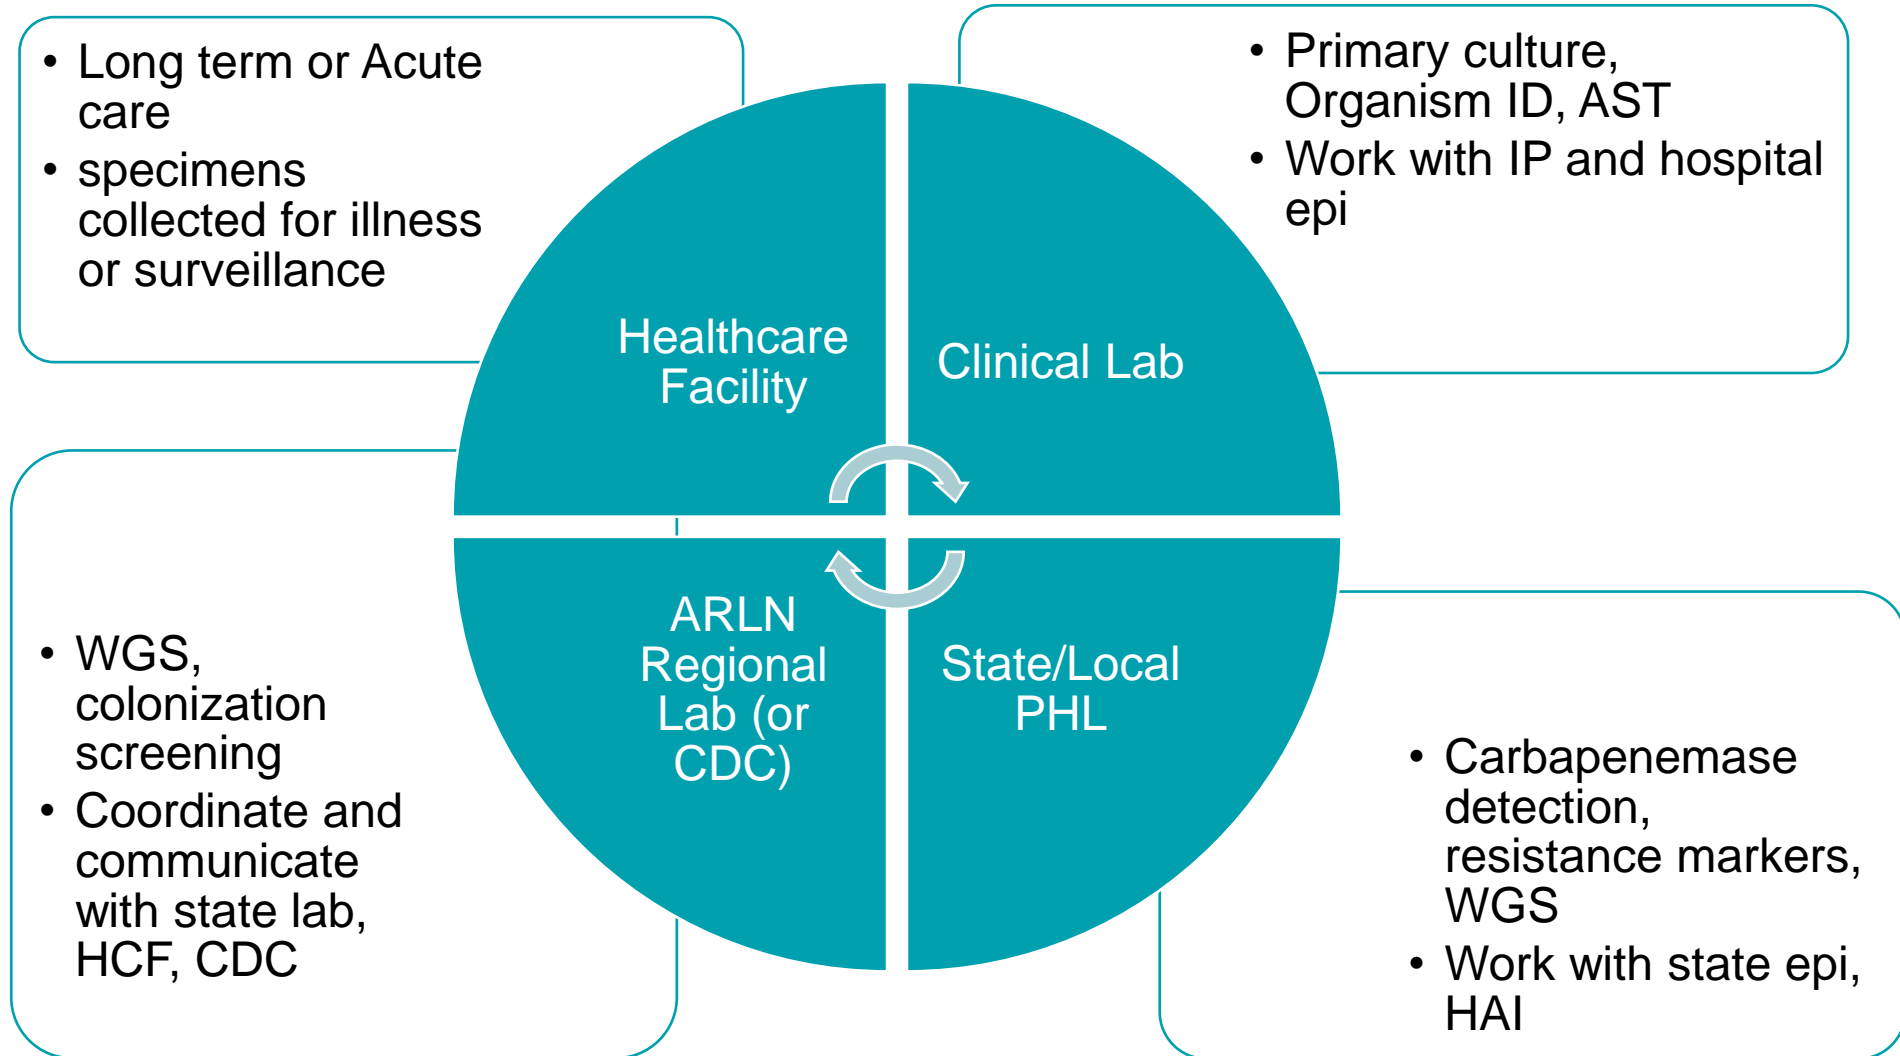 • Long term or Acute
care
• specimens
collected for illness
or surveillance
• Primary culture,
Organism ID, AST
• Work with IP and hospital
epi
Healthcare
Facility
Clinical Lab
ARLN
Regional
Lab (or
CDC)
State/Local
PHL
• WGS,
colonization
screening
• Coordinate and
communicate
with state lab,
HCF, CDC
• Carbapenemase
detection,
resistance markers,
WGS
• Work with state epi,
HAI